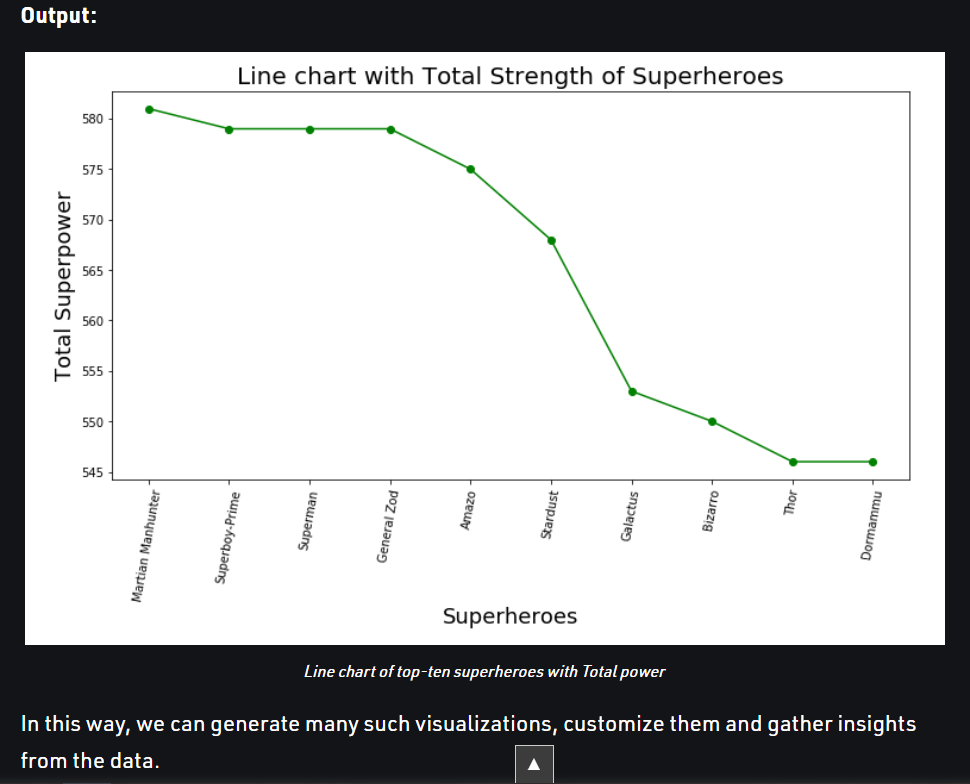 Output:
Line chart with Total Strength of Superheroes
580
575
570
565
560
555
550
545
Total Superpower
Martian Manhunter
Superboy-Prime
Superman
General Zod
Amazo
Stardust
Galactus
Bizarro
Thor
Dormammu
Superheroes
Line chart of top-ten superheroes with Total power
In this way, we can generate many such visualizations, customize them and gather insights
from the data.